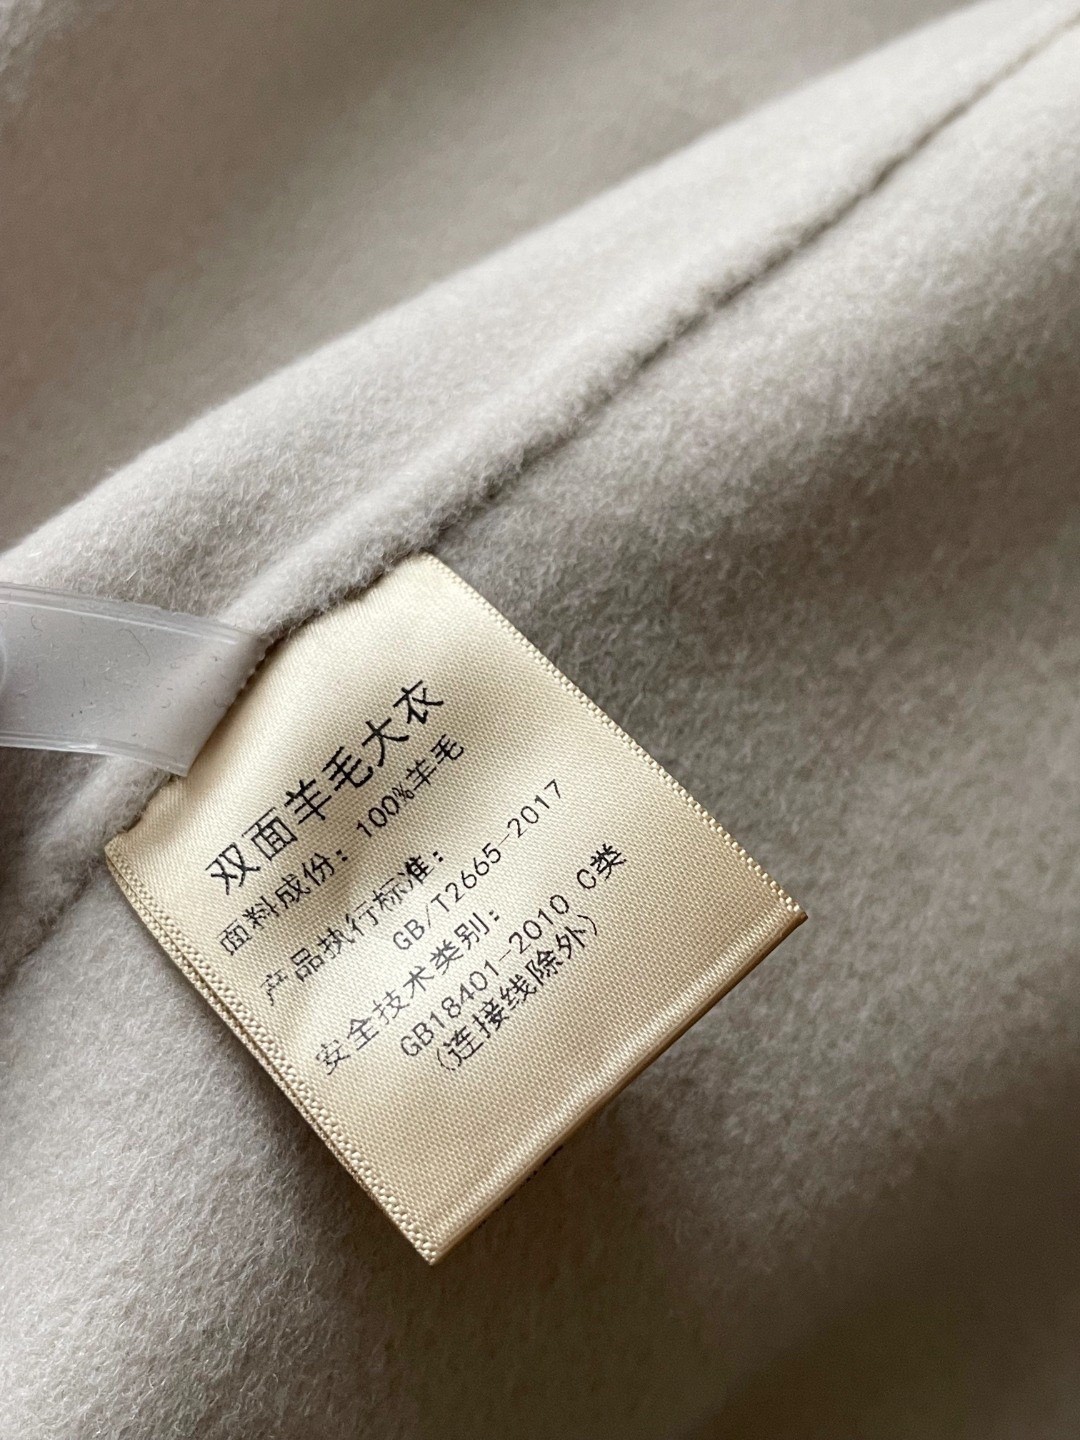 双面羊毛大衣
面料成份：100%羊毛
产品执行标准：
GB/T2665-2017
安全技术类别：
GB18401-2010 C类
（连接线除外）